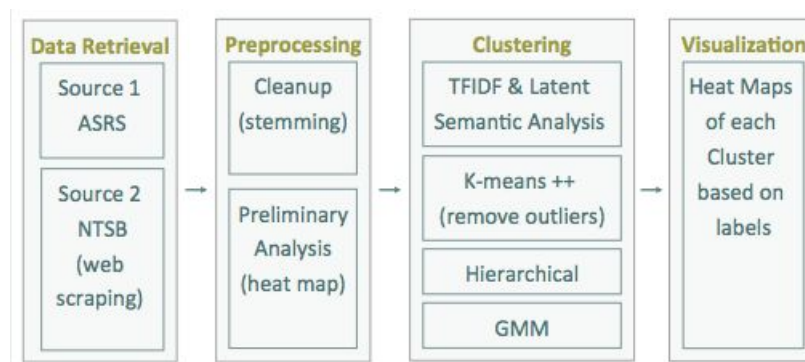 Data Retrieval
Source 1
ASRS
Source 2
NTSB
(web
scraping)
Preprocessing
Cleanup
(stemming)
Preliminary
Analysis
(heat map)
Clustering
TFIDF & Latent
Semantic Analysis
K-means ++
(remove outliers)
Hierarchical
GMM
Visualization
Heat Maps
of each
Cluster
based on
labels